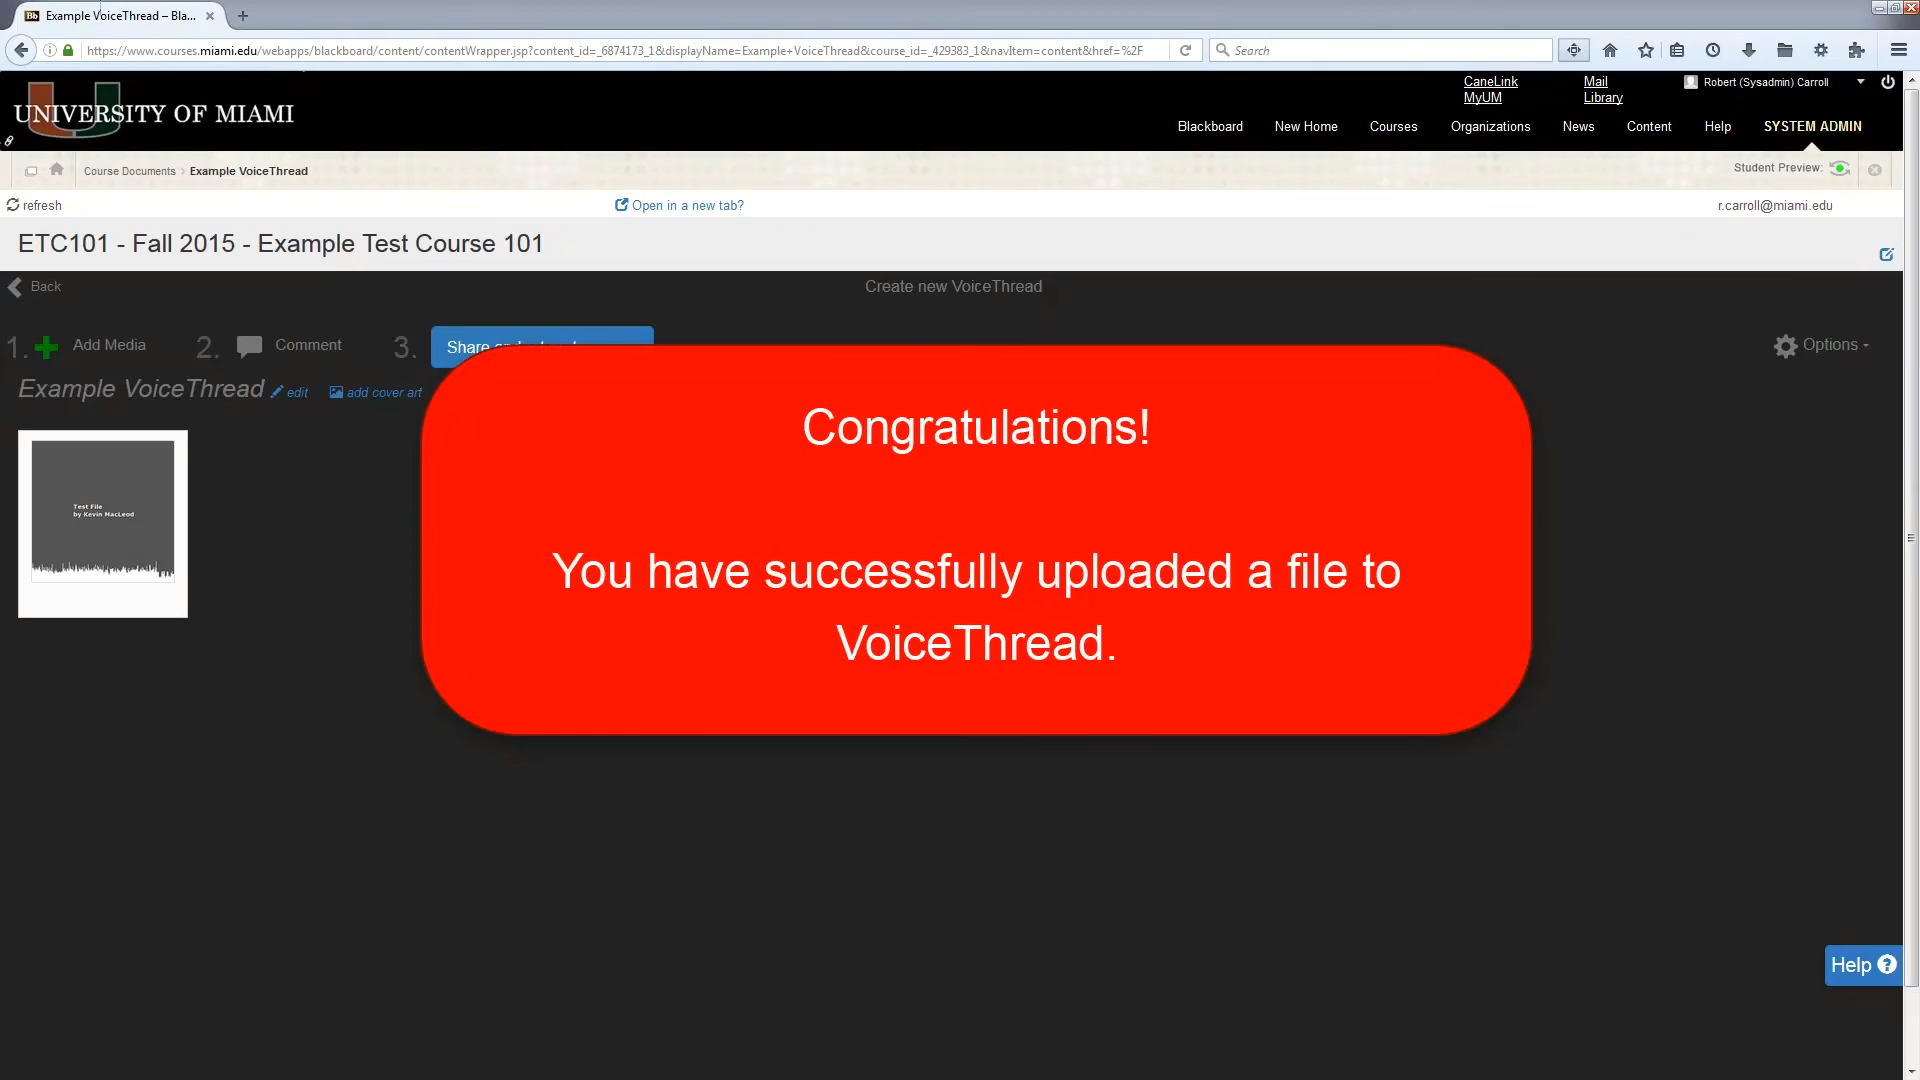 Example VoiceThread – Bla...
https://www.courses.miami.edu/webapps/blackboard/content/contentWrapper.jsp?content_id=_6874173_1&displayName=Example+VoiceThread&course_id=_429383_1&navItem=content&href=%2F
Search
CaneLink
Mail
Robert (Sysadmin) Carroll
MyUM
Library
UNIVERSITY OF MIAMI
Blackboard
New Home
Courses
Organizations
News
Content
Help
SYSTEM ADMIN
Course Documents
Example VoiceThread
Student Preview:
refresh
Open in a new tab?
r.carroll@miami.edu
ETC101 - Fall 2015 - Example Test Course 101
Back
Create new VoiceThread
1. Add Media
2. Comment
3. Share
Options
Example VoiceThread
edit
add cover art
Test File
by Kevin MacLeod
Congratulations!
You have successfully uploaded a file to
VoiceThread.
Help